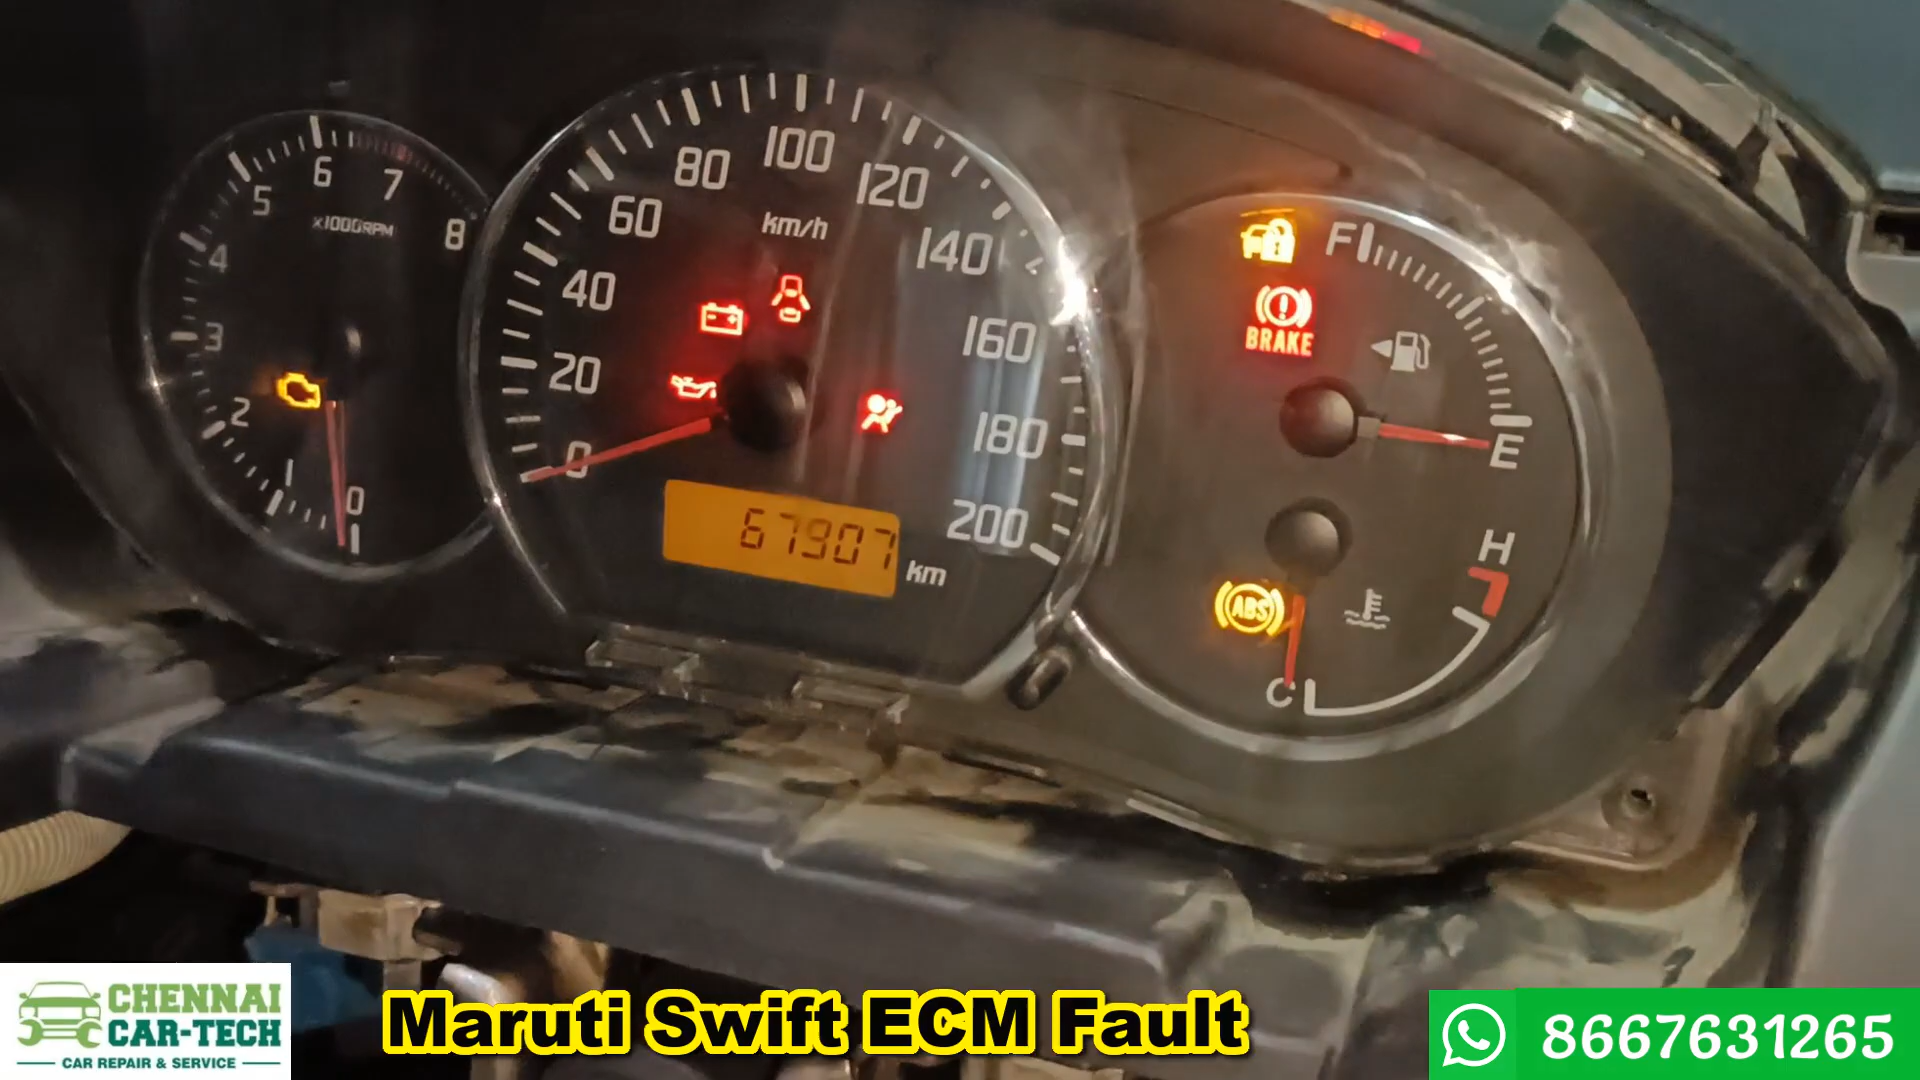 6
7
5
x1000RPM
8
4
3
2
1
0
100
80
120
km/h
60
140
40
160
20
180
0
200
67907 km
F
BRAKE
E
H
ABS
C
CHENNAI
CAR-TECH
CAR REPAIR & SERVICE
Maruti Swift ECM Fault
8667631265